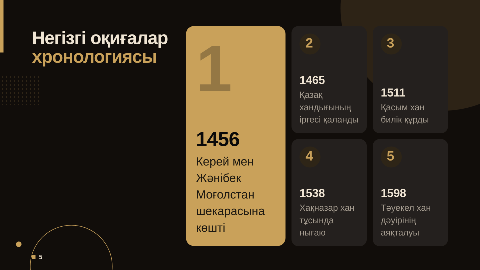 Негізгі оқиғалар
хронологиясы
1
1456
Керей мен
Жәнібек
Моғолстан
шекарасына
көшті
2
1465
Қазақ
хандығының
іргесі қаланды
3
1511
Қасым хан
билік құрды
4
1538
Хақназар хан
тұсында
нығаю
5
1598
Тәуекел хан
дәуірінің
аяқталуы
5